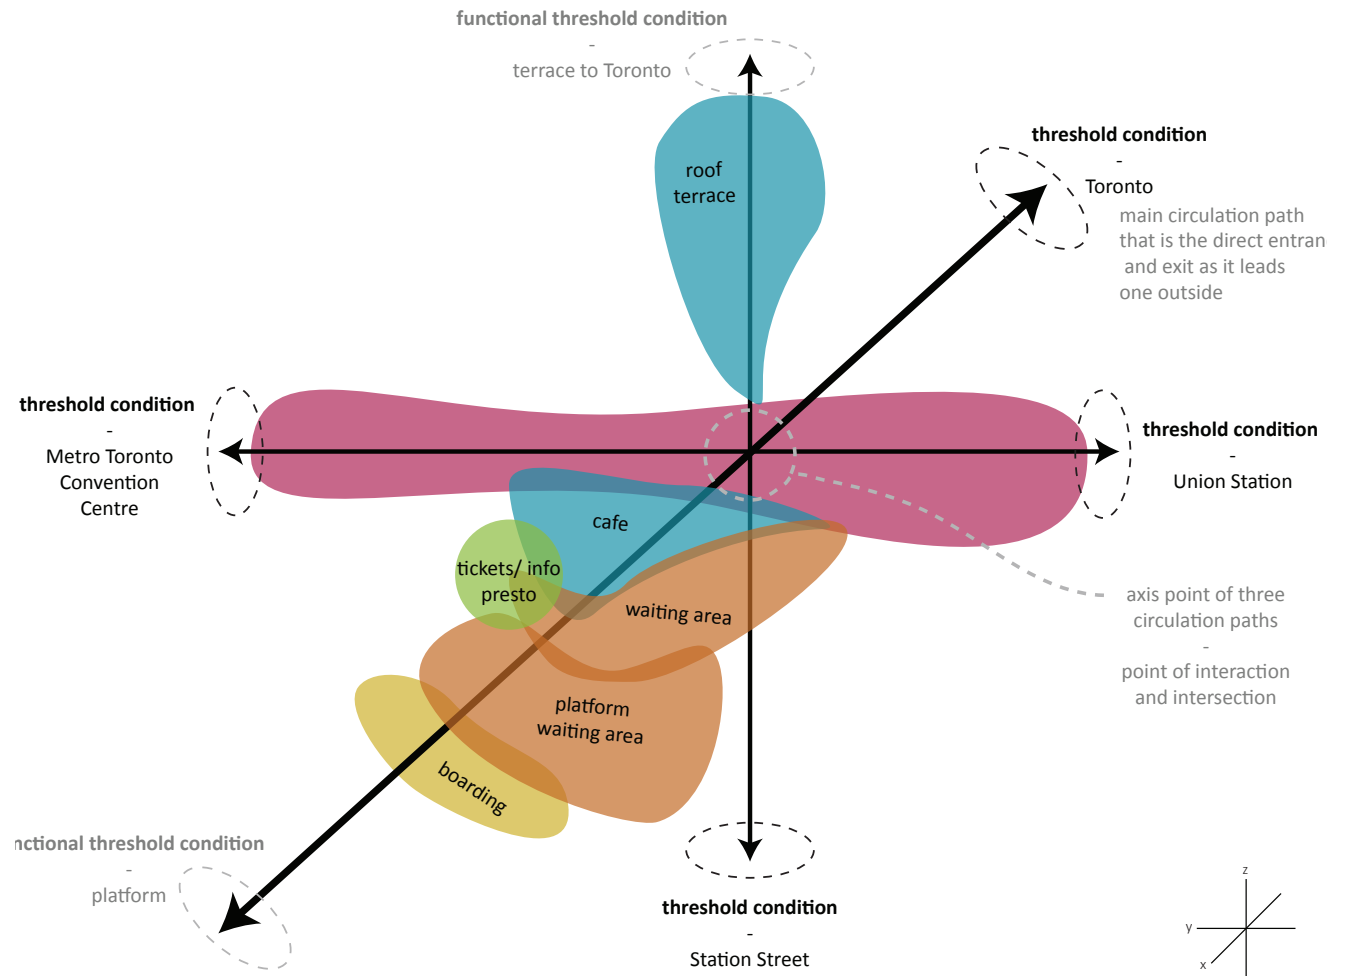 functional threshold condition
-
terrace to Toronto
roof
terrace
threshold condition
-
Toronto
main circulation path
that is the direct entran
and exit as it leads
one outside
threshold condition
-
Metro Toronto
Convention
Centre
threshold condition
-
Union Station
cafe
tickets/ info
presto
waiting area
axis point of three
circulation paths
-
point of interaction
and intersection
platform
waiting area
boarding
nctional threshold condition
-
platform
threshold condition
-
Station Street
z
y
x